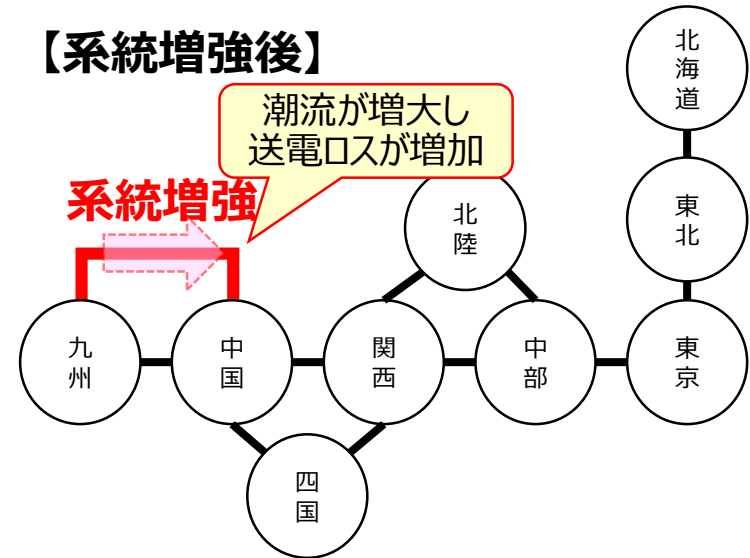 【系統増強後】
潮流が増大し
送電ロスが増加
系統増強
北海道
東北
北陸
九州
中国
関西
中部
東京
四国